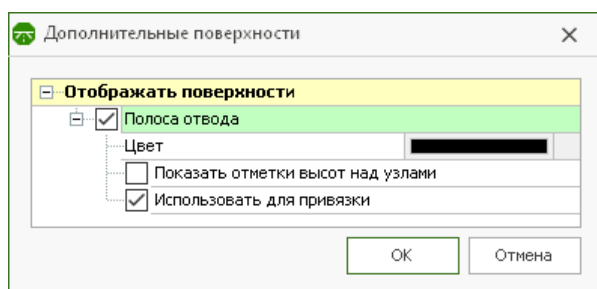 Дополнительные поверхности
Отображать поверхности
Полоса отвода
Цвет
Показать отметки высот над узлами
Использовать для привязки
ОК Отмена